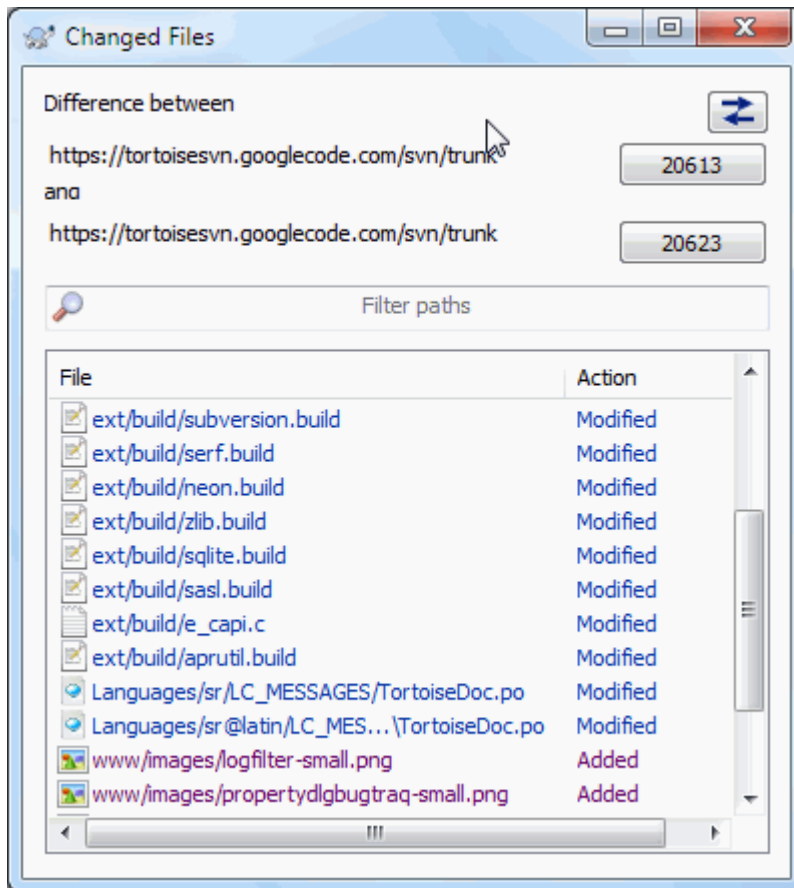 Changed Files
Difference between
https://tortoisesvn.googlecode.com/svn/trunk
20613
and
https://tortoisesvn.googlecode.com/svn/trunk
20623
Filter paths
File Action
ext/build/subversion.build Modified
ext/build/serf.build Modified
ext/build/neon.build Modified
ext/build/zlib.build Modified
ext/build/sqlite.build Modified
ext/build/sasl.build Modified
ext/build/e_capi.c Modified
ext/build/aprutil.build Modified
Languages/sr/LC_MESSAGES/TortoiseDoc.po Modified
Languages/sr@latin/LC_MES...\TortoiseDoc.po Modified
www/images/logfilter-small.png Added
www/images/propertydlgbugtraq-small.png Added